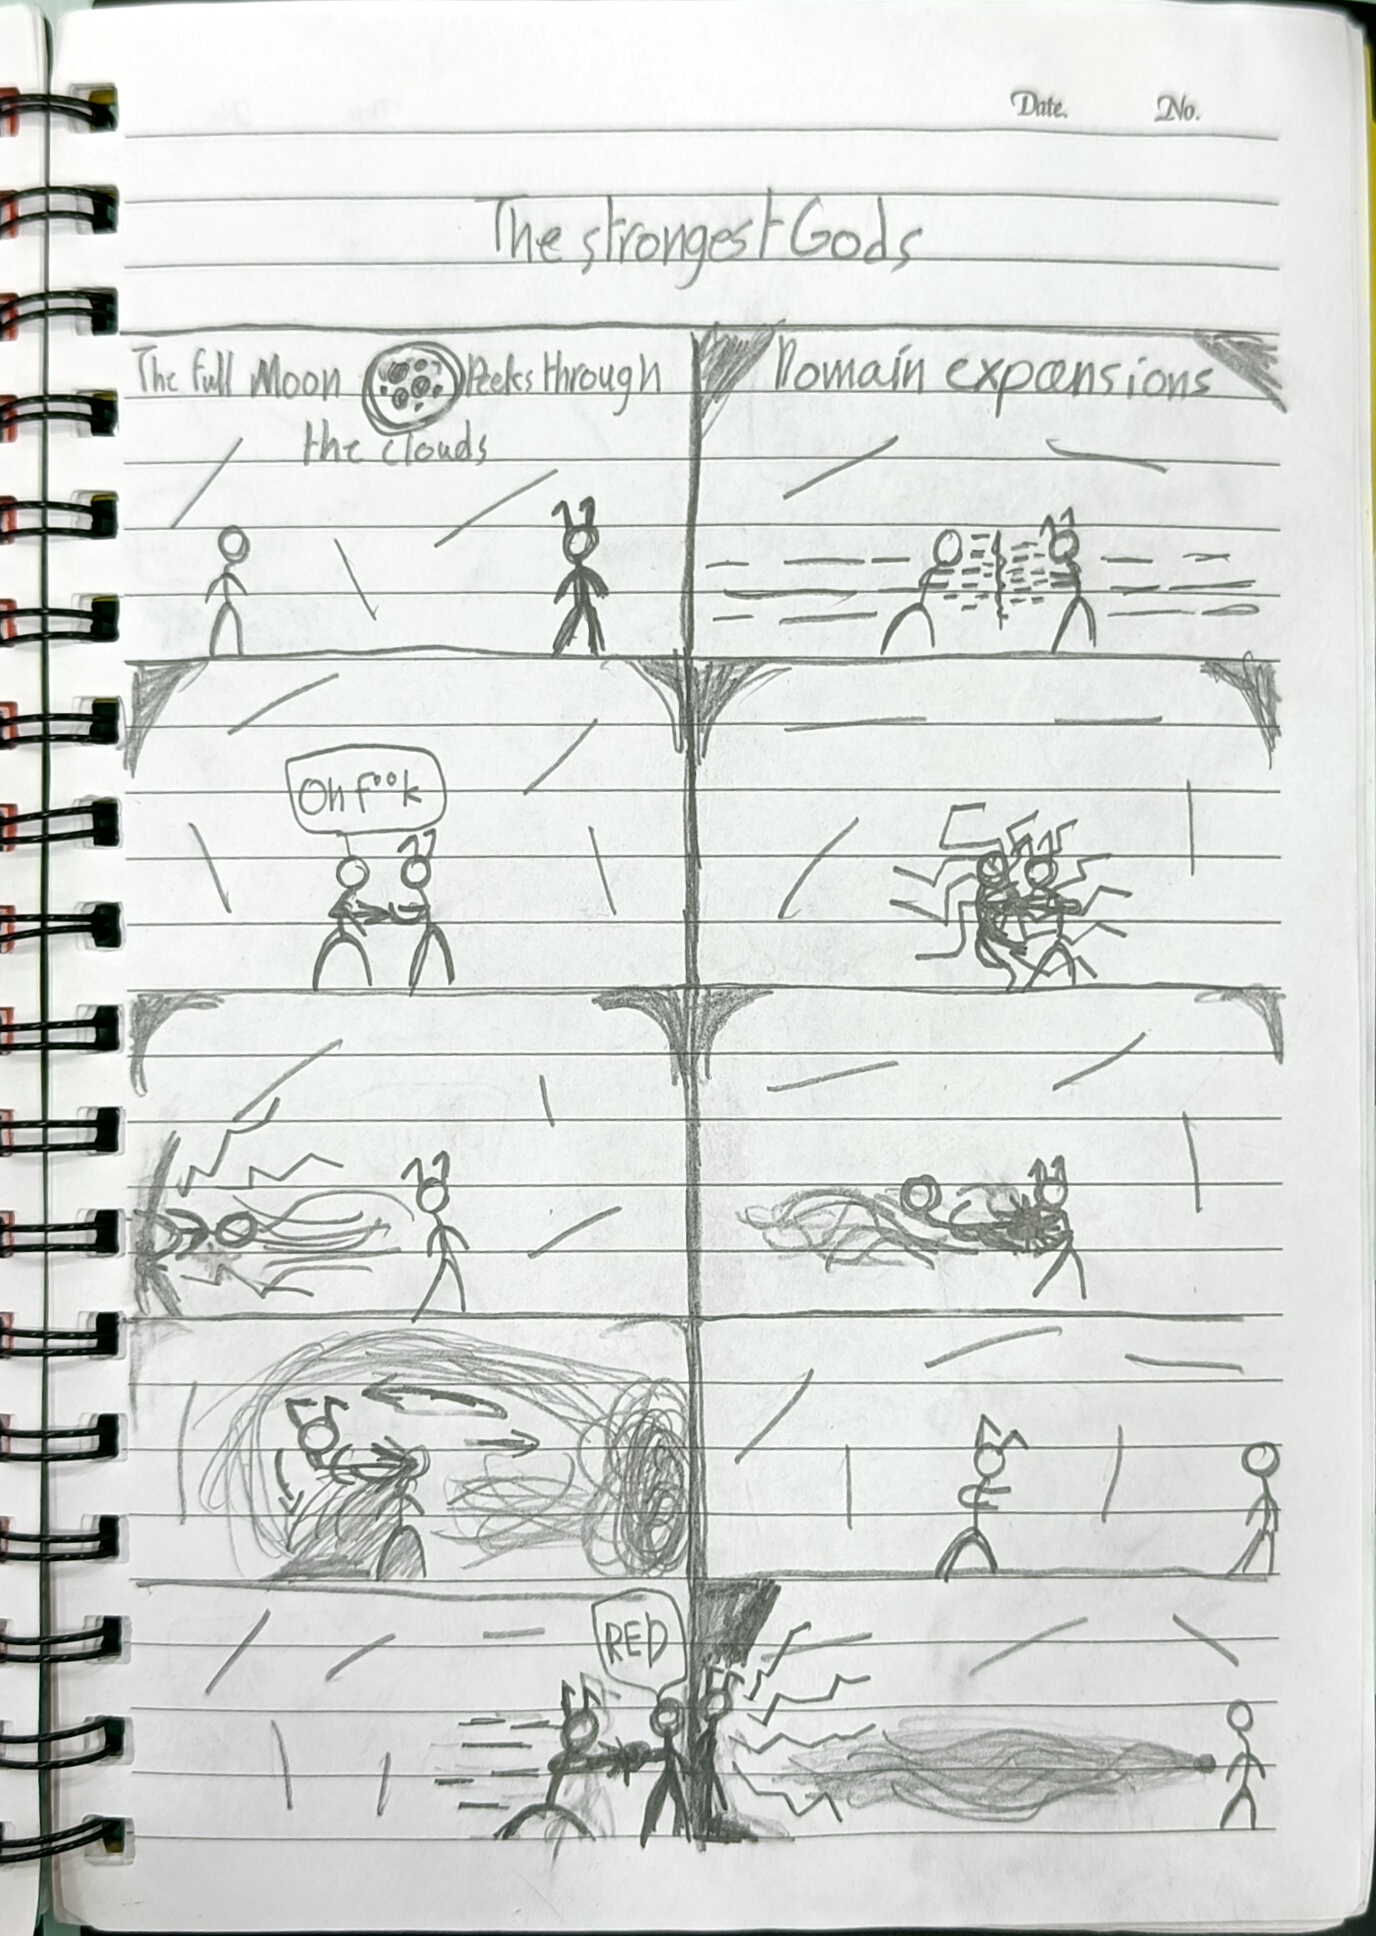 Date. No.
The strongest Gods
The full Moon Peeks through
the clouds
Domain expansions
Oh f**k
RED